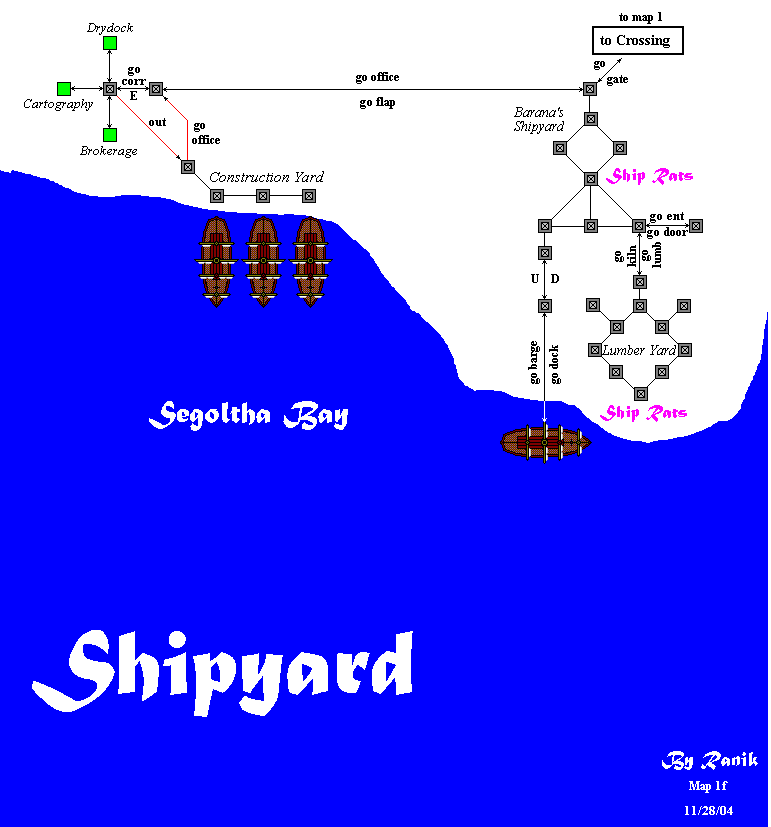 to map 1
to Crossing
Drydock
go
corr
E
Cartography
Brokerage
out
go
office
go office
go flap
go
gate
Barana's
Shipyard
Ship Rats
Construction Yard
go ent
go door
go
kiln
go
lumb
U D
go barge
go dock
Lumber Yard
Ship Rats
Segoltha Bay
Shipyard
By Ranik
Map 1f
11/28/04